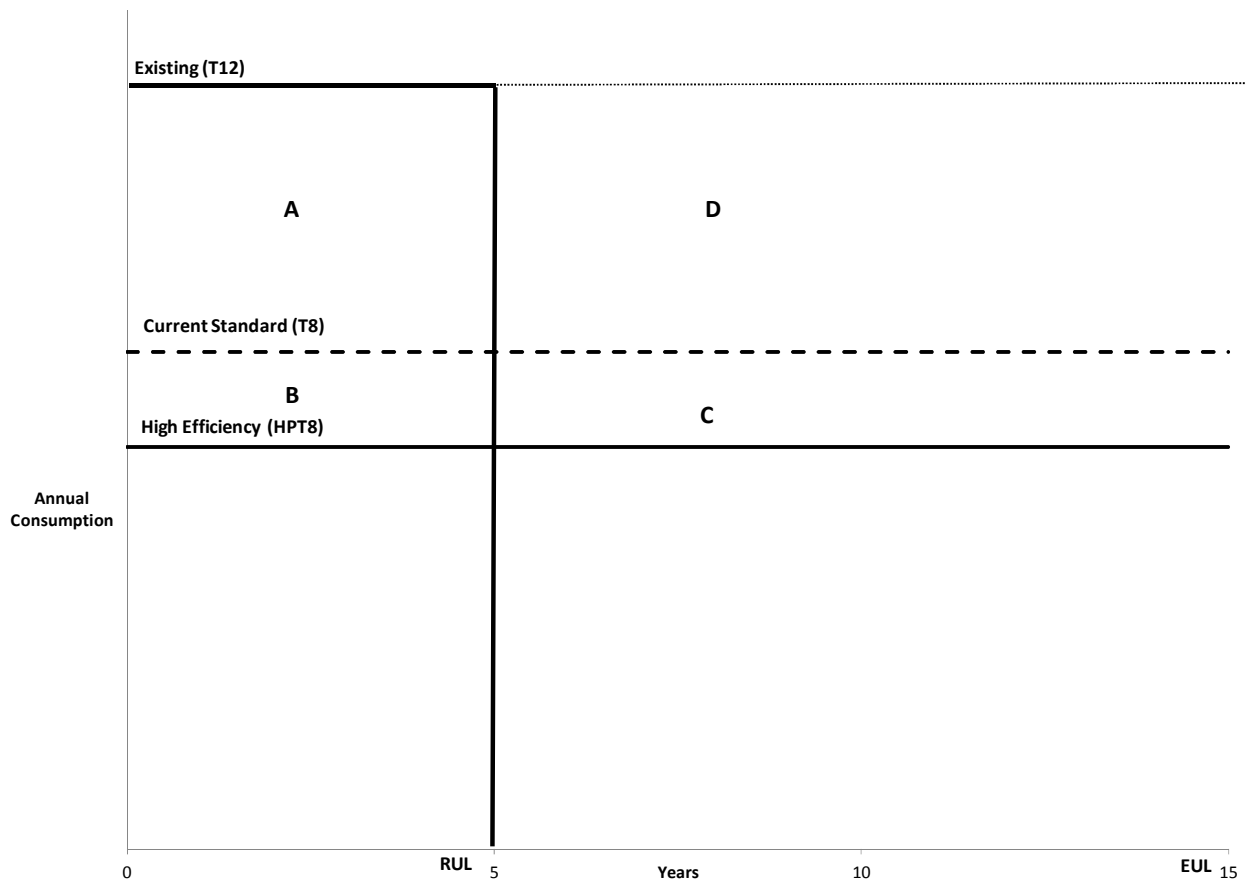 Existing (T12)
A
D
Current Standard (T8)
B
C
High Efficiency (HPT8)
Annual
Consumption
RUL
EUL
0
5
Years
10
15